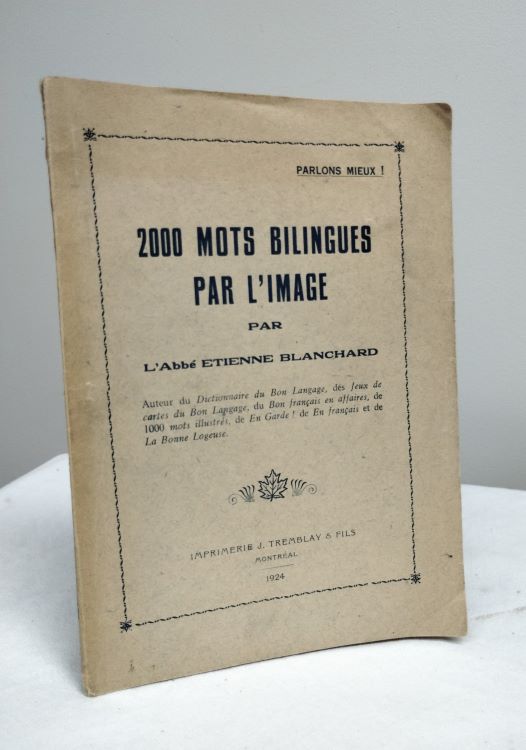 PARLONS MIEUX !
2000 MOTS BILINGUES
PAR L'IMAGE
PAR
L'Abbé ETIENNE BLANCHARD
Auteur du Dictionnaire du Bon Langage, des Jeux de
cartes du Bon Langage, du Bon français en affaires, de
1000 mots illustrés, de En Garde ! de En français et de
La Bonne Logeuse.
IMPRIMERIE J. TREMBLAY & FILS
MONTRÉAL
1924